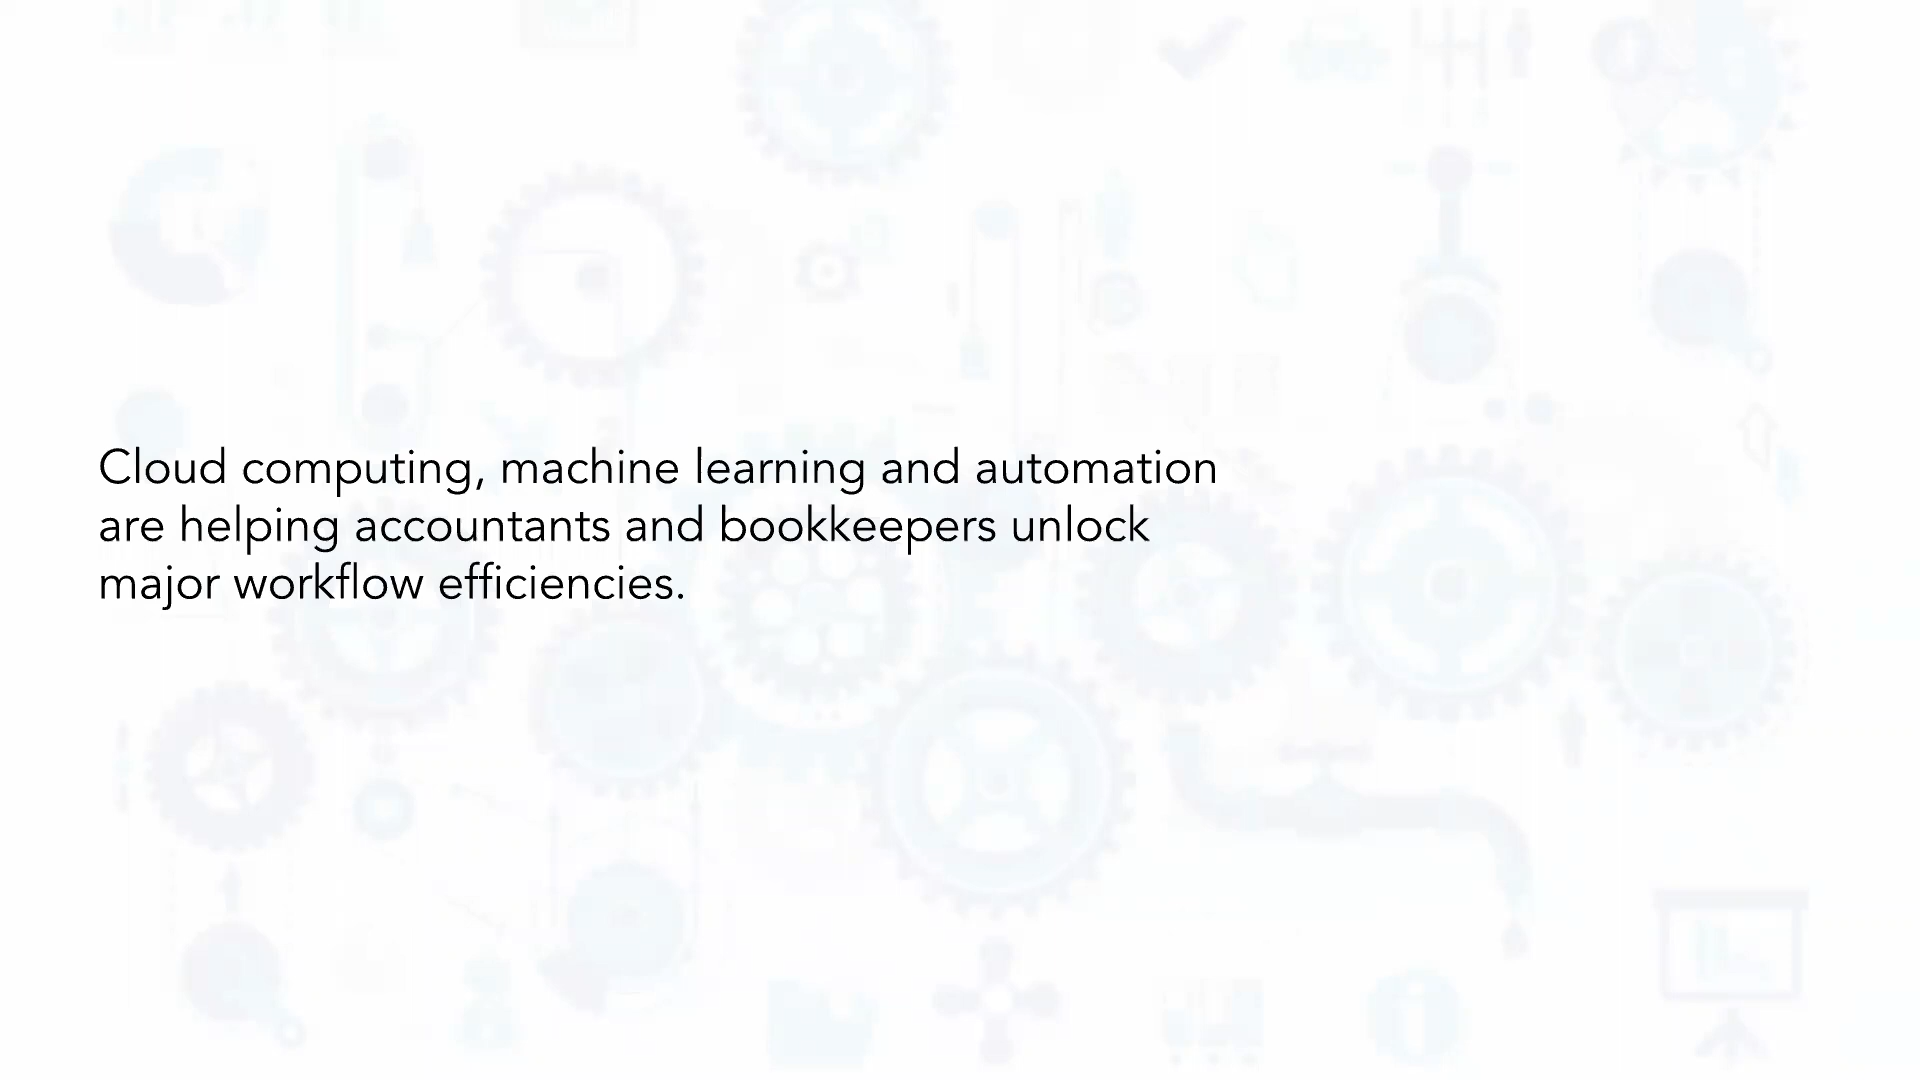 Cloud computing, machine learning and automation
are helping accountants and bookkeepers unlock
major workflow efficiencies.